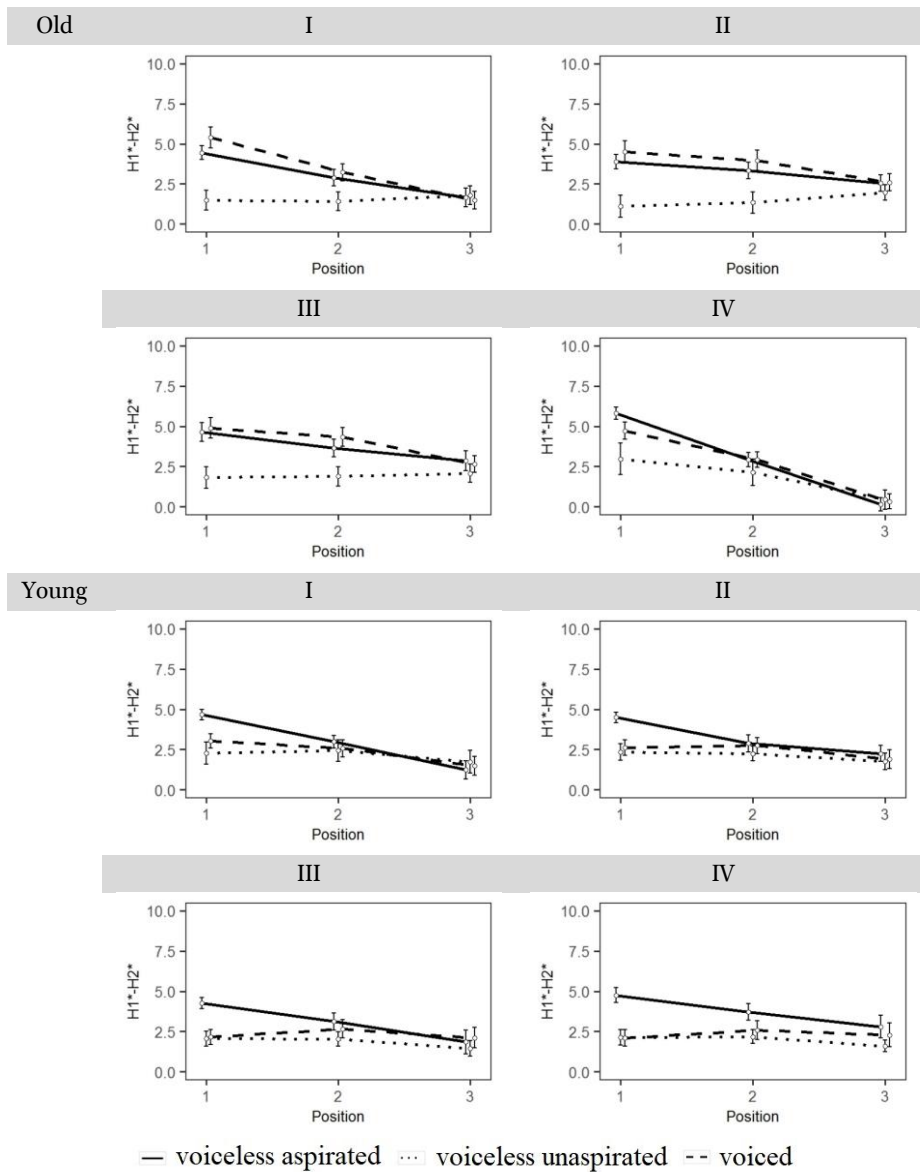 Old I II
10.0 10.0
7.5 7.5
5.0 5.0
2.5 2.5
0.0 0.0
H1*-H2* H1*-H2*
1 2 3 1 2 3
Position Position
III IV
10.0 10.0
7.5 7.5
5.0 5.0
2.5 2.5
0.0 0.0
H1*-H2* H1*-H2*
1 2 3 1 2 3
Position Position
Young I II
10.0 10.0
7.5 7.5
5.0 5.0
2.5 2.5
0.0 0.0
H1*-H2* H1*-H2*
1 2 3 1 2 3
Position Position
III IV
10.0 10.0
7.5 7.5
5.0 5.0
2.5 2.5
0.0 0.0
H1*-H2* H1*-H2*
1 2 3 1 2 3
Position Position
voiceless aspirated voiceless unaspirated voiced